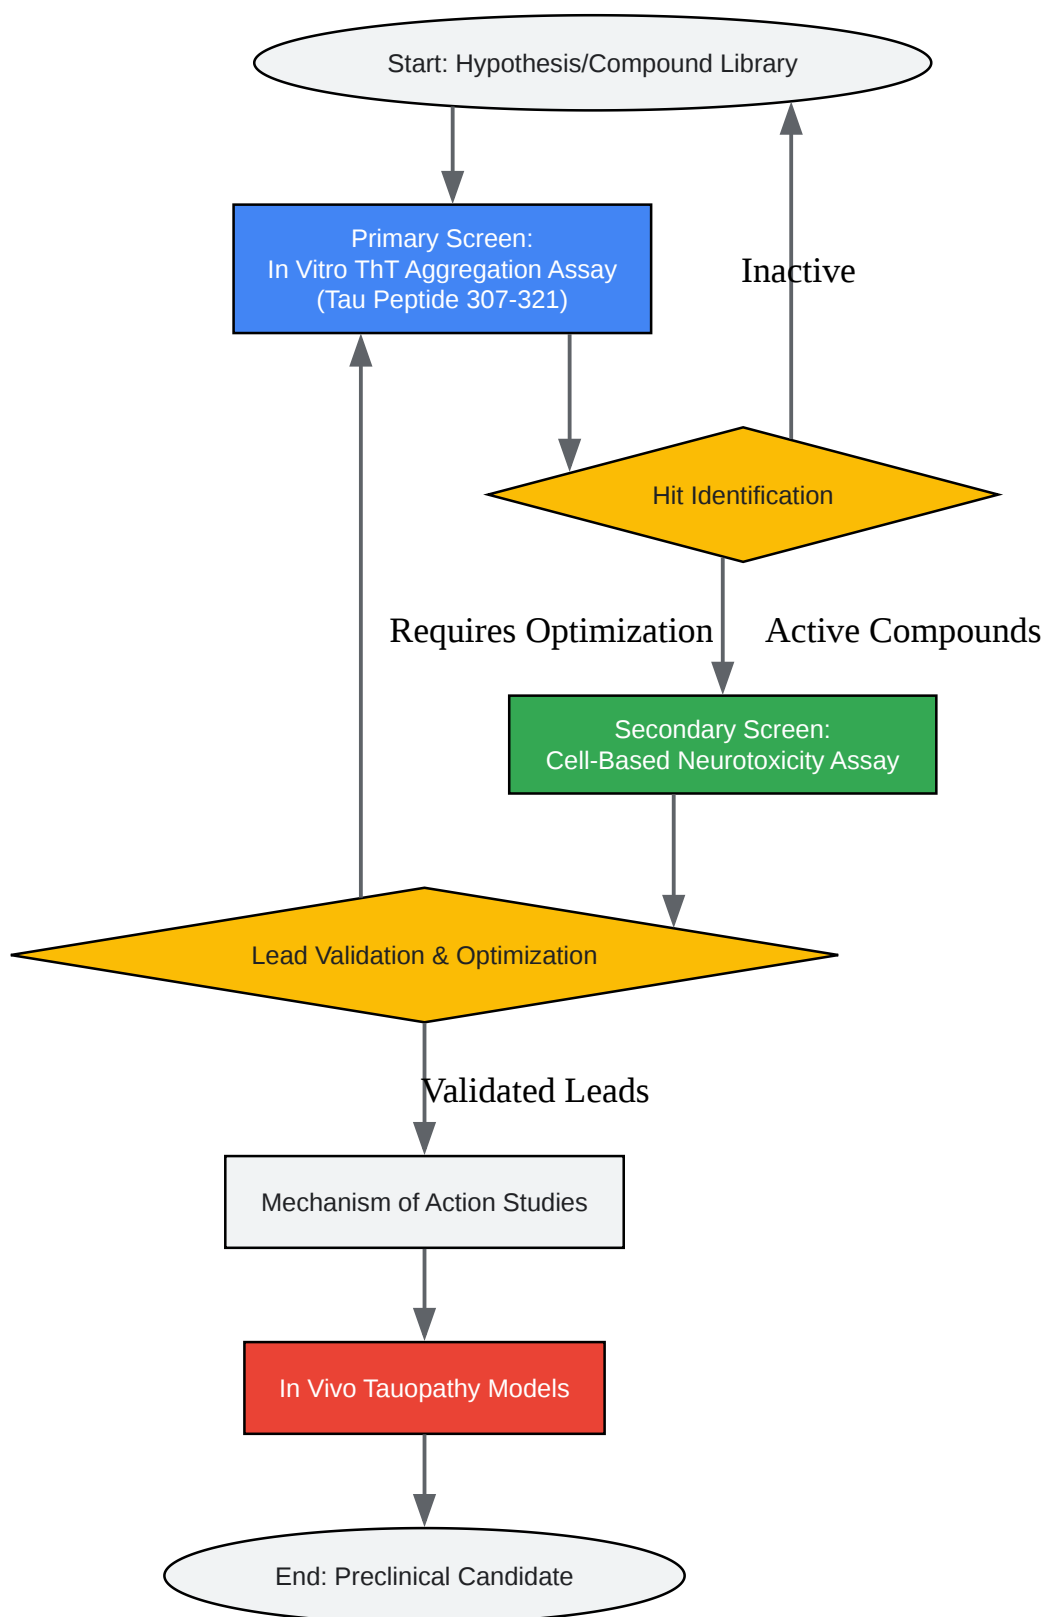 Start: Hypothesis/Compound Library
Primary Screen:
In Vitro ThT Aggregation Assay
(Tau Peptide 307-321)
Inactive
Hit Identification
Requires Optimization
Active Compounds
Secondary Screen:
Cell-Based Neurotoxicity Assay
Lead Validation & Optimization
Validated Leads
Mechanism of Action Studies
In Vivo Tauopathy Models
End: Preclinical Candidate